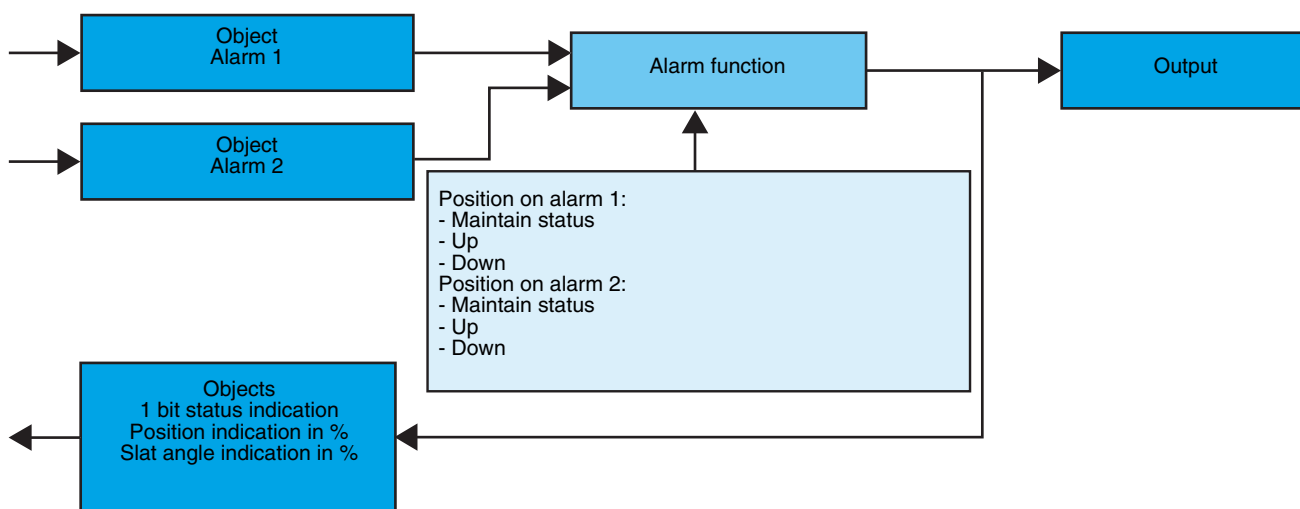 Object
Alarm 1
Alarm function
Output
Object
Alarm 2
Position on alarm 1:
- Maintain status
- Up
- Down
Position on alarm 2:
- Maintain status
- Up
- Down
Objects
1 bit status indication
Position indication in %
Slat angle indication in %